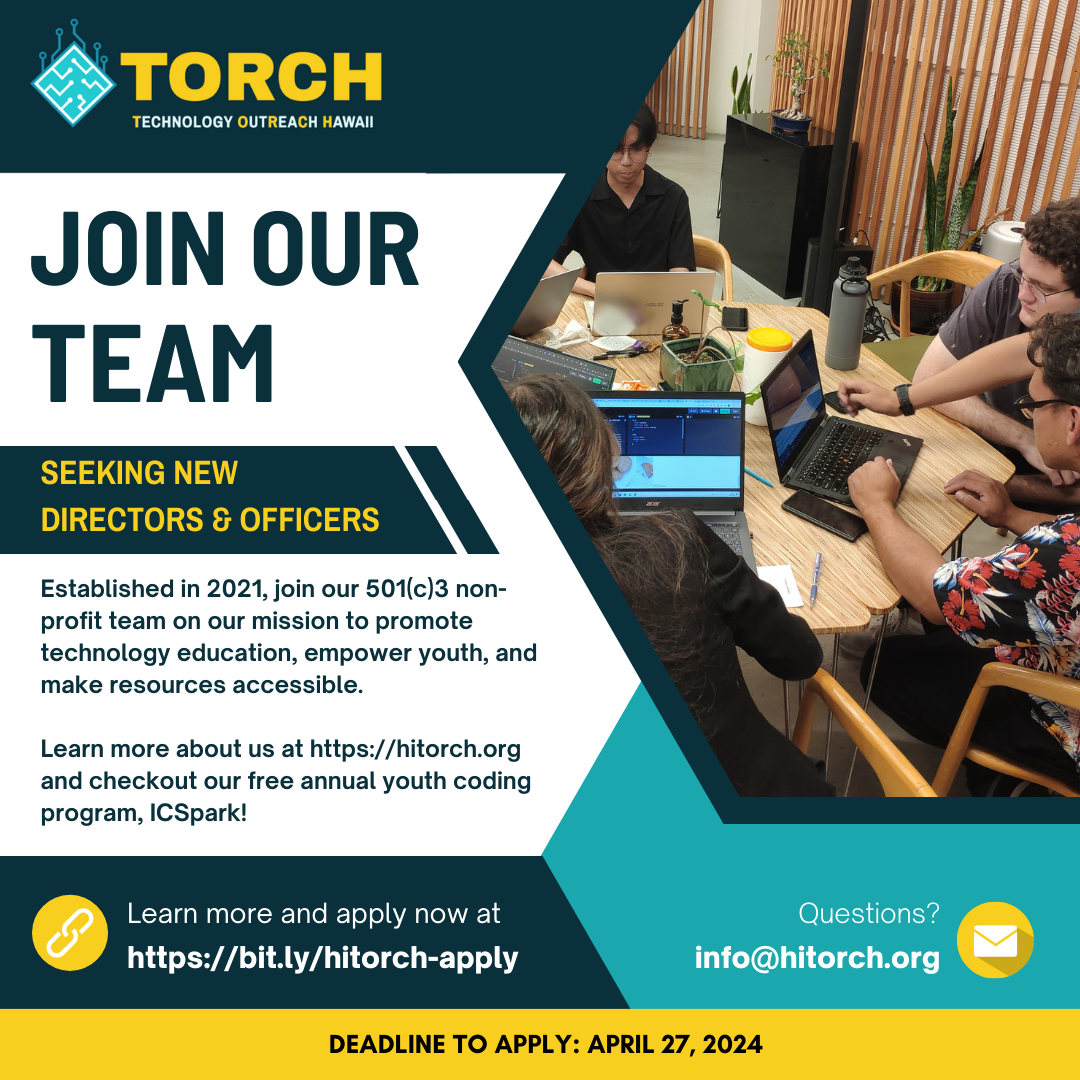 TORCH
TECHNOLOGY OUTREACH HAWAII
JOIN OUR
TEAM
SEEKING NEW
DIRECTORS & OFFICERS
Established in 2021, join our 501(c)3 non-
profit team on our mission to promote
technology education, empower youth, and
make resources accessible.
Learn more about us at https://hitorch.org
and checkout our free annual youth coding
program, ICSpark!
Learn more and apply now at
https://bit.ly/hitorch-apply
Questions?
info@hitorch.org
DEADLINE TO APPLY: APRIL 27, 2024
acer